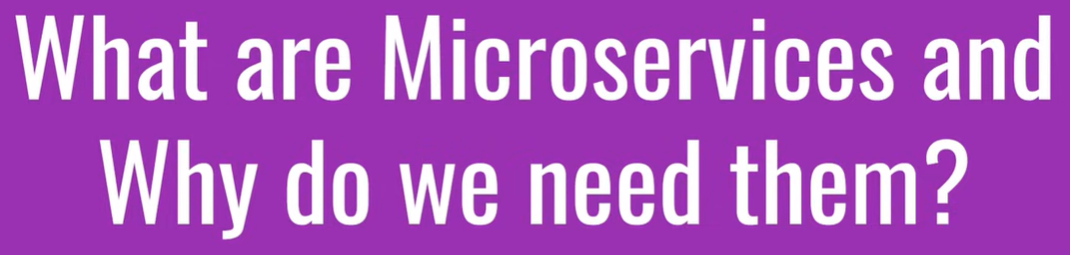 What are Microservices and
Why do we need them?